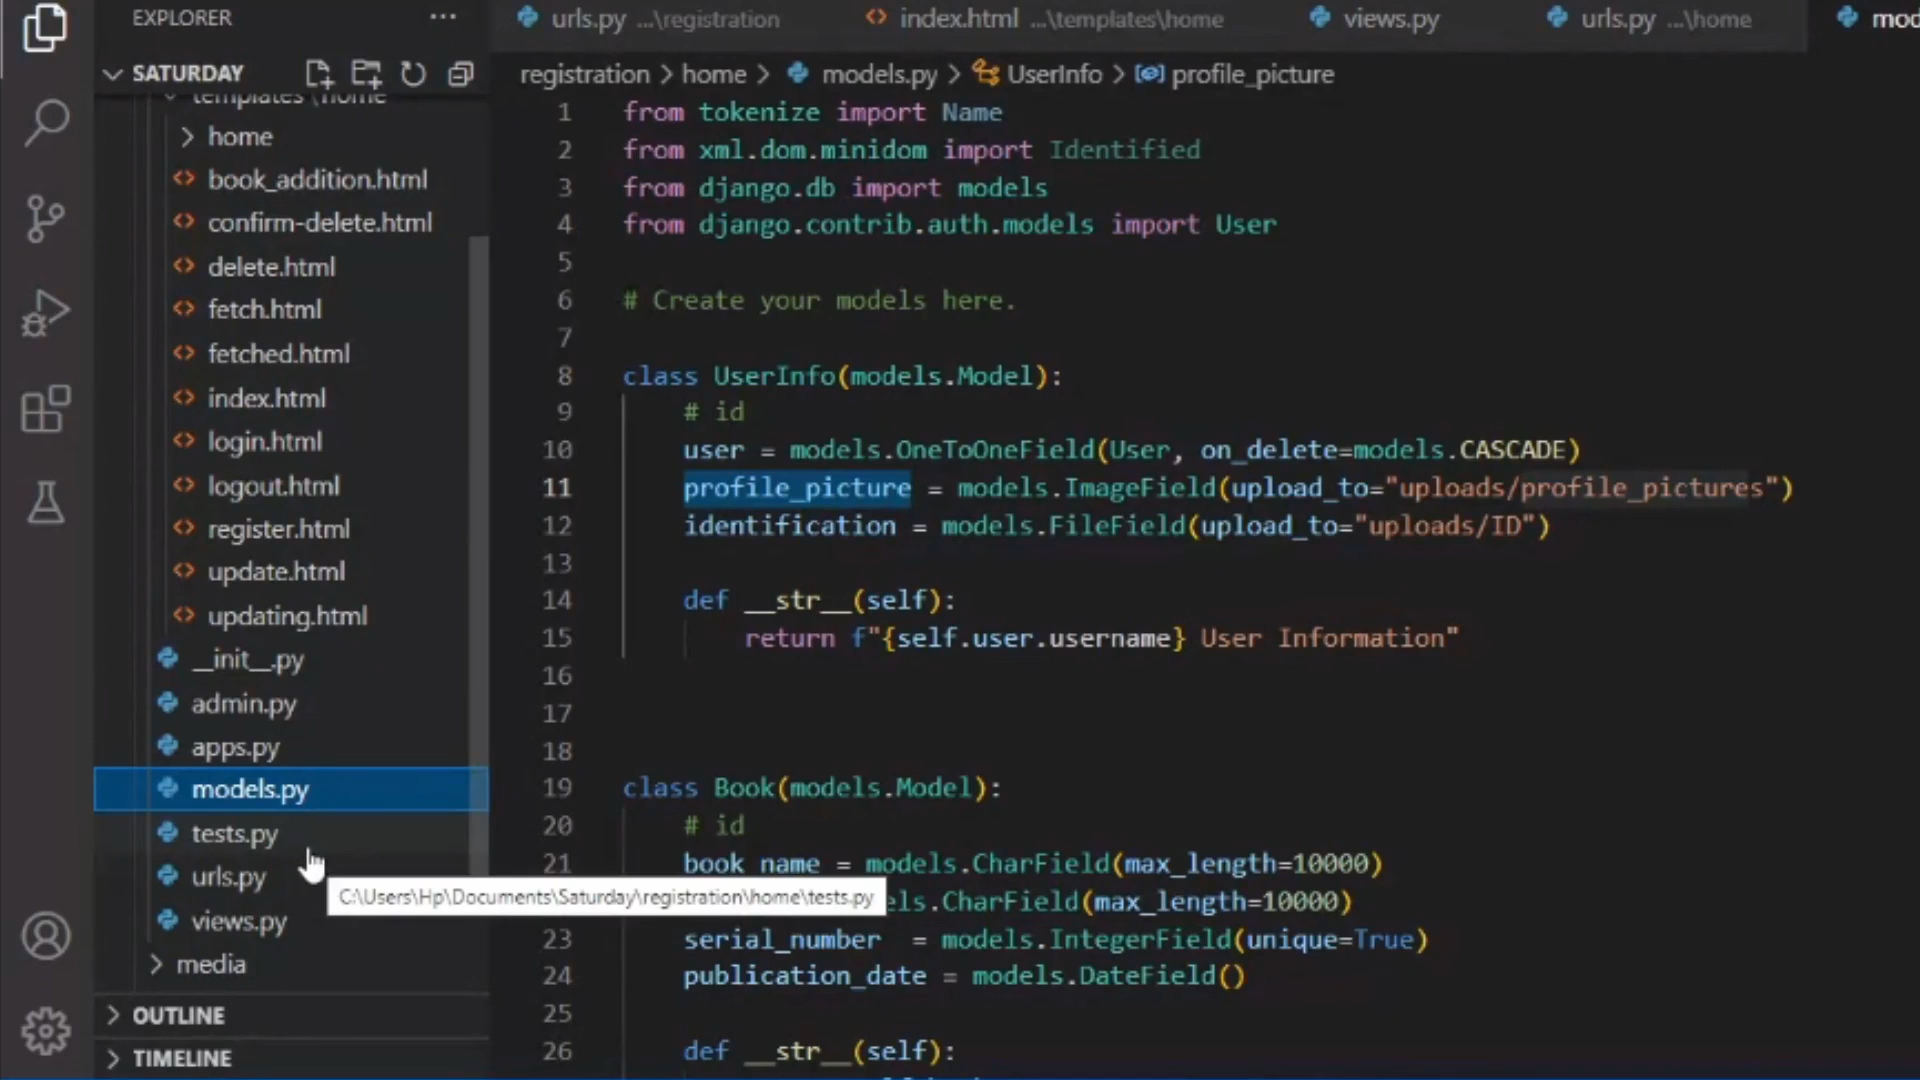 EXPLORER
···
urls.py ...\registration
index.html ...\templates\home
views.py
urls.py ...\home
SATURDAY
registration > home > models.py > UserInfo > profile_picture
templates\home
home
book_addition.html
confirm-delete.html
delete.html
fetch.html
fetched.html
index.html
login.html
logout.html
register.html
update.html
updating.html
__init__.py
admin.py
apps.py
models.py
tests.py
urls.py
views.py
media
OUTLINE
TIMELINE
C:\Users\Hp\Documents\Saturday\registration\home\tests.py
1 from tokenize import Name
2 from xml.dom.minidom import Identified
3 from django.db import models
4 from django.contrib.auth.models import User
5
6 # Create your models here.
7
8 class UserInfo(models.Model):
9 # id
10 user = models.OneToOneField(User, on_delete=models.CASCADE)
11 profile_picture = models.ImageField(upload_to="uploads/profile_pictures")
12 identification = models.FileField(upload_to="uploads/ID")
13
14 def __str__(self):
15 return f"{self.user.username} User Information"
16
17
18
19 class Book(models.Model):
20 # id
21 book_name = models.CharField(max_length=10000)
.CharField(max_length=10000)
23 serial_number = models.IntegerField(unique=True)
24 publication_date = models.DateField()
25
26 def __str__(self):